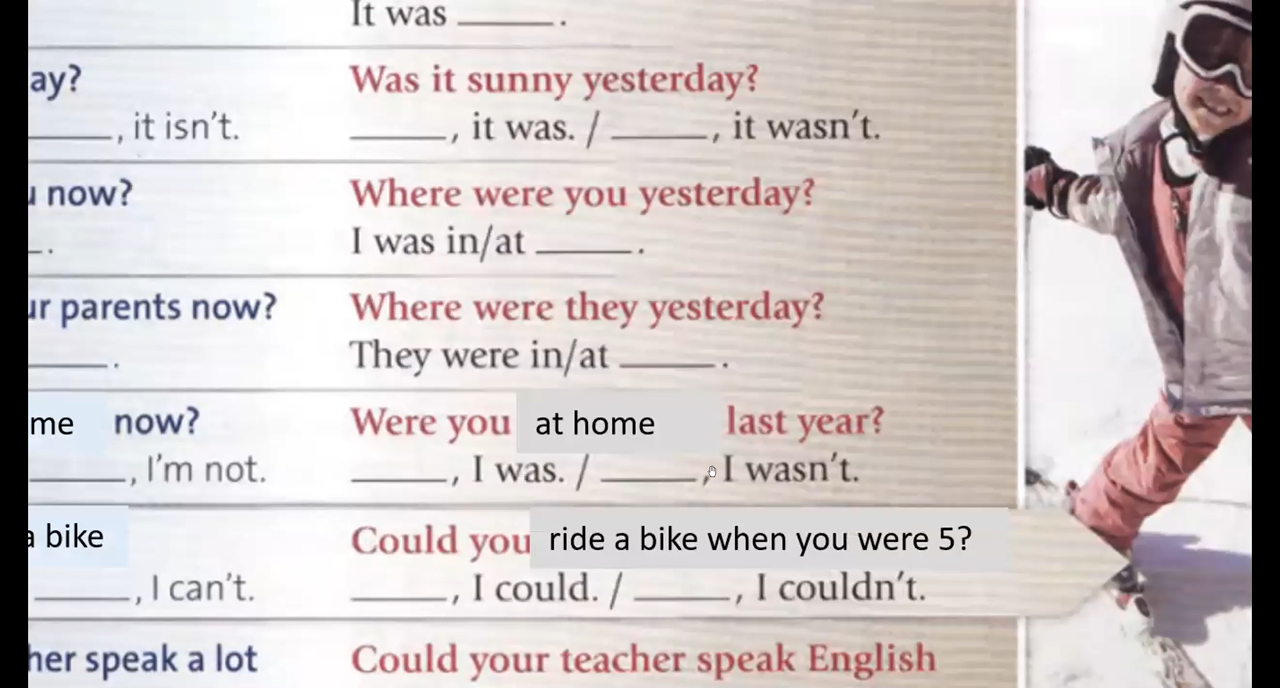 It was ______.
ay?
______, it isn't.
Was it sunny yesterday?
______, it was. / ______, it wasn't.
u now?
__.
Where were you yesterday?
I was in/at ______.
ur parents now?
______.
Where were they yesterday?
They were in/at ______.
me now?
______, I'm not.
Were you at home last year?
______, I was. / ______, I wasn't.
a bike
______, I can't.
Could you ride a bike when you were 5?
______, I could. / ______, I couldn't.
her speak a lot
Could your teacher speak English